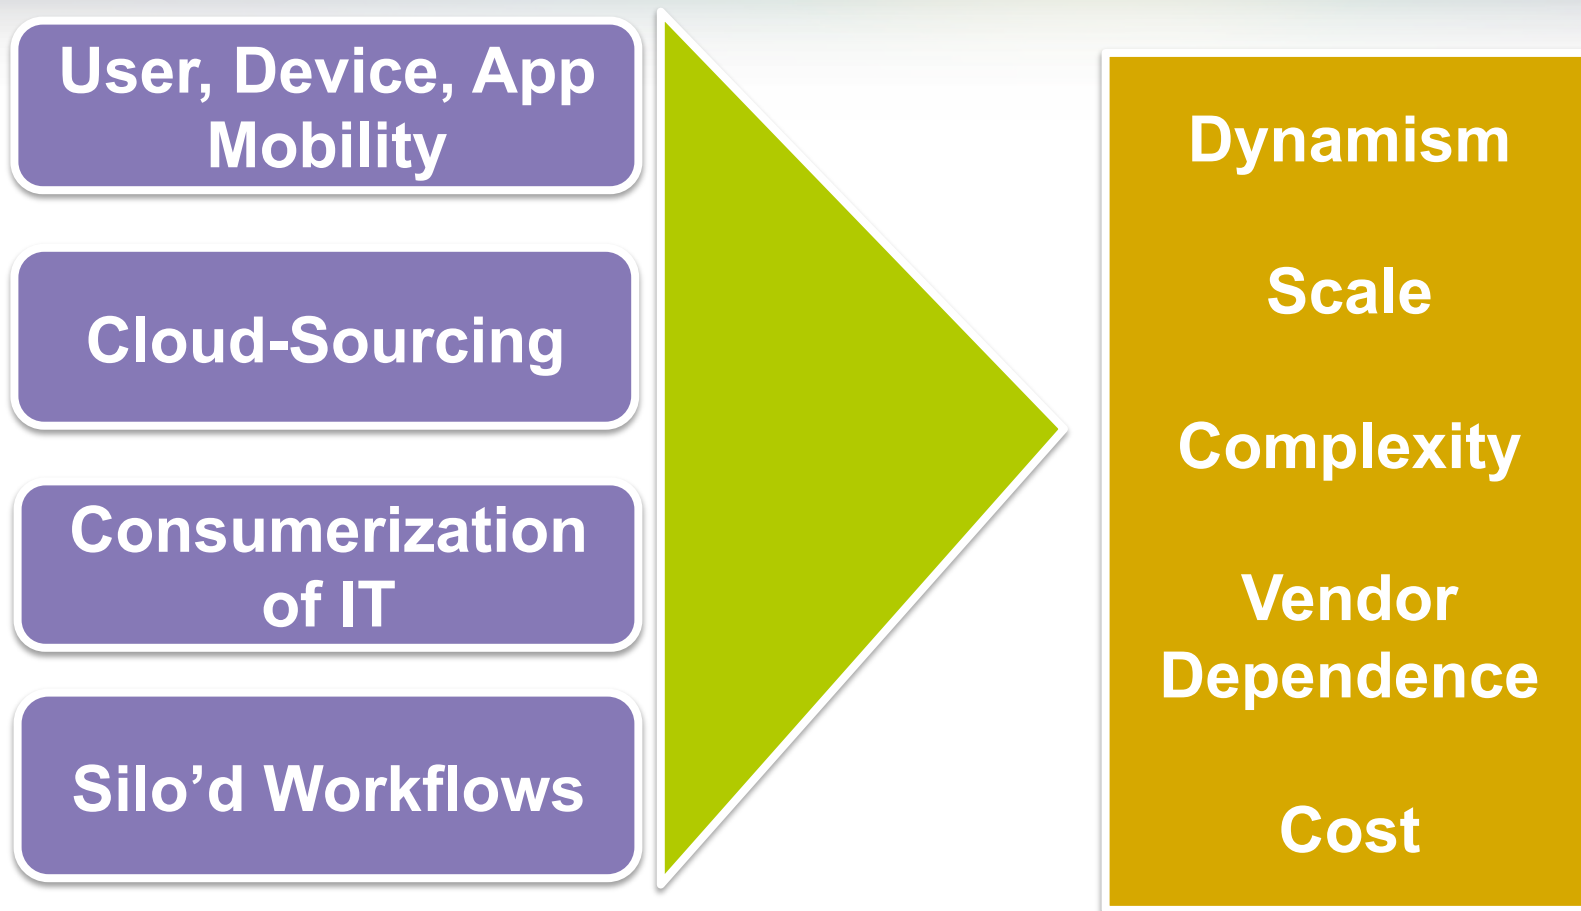 User, Device, App
Mobility
Cloud-Sourcing
Consumerization
of IT
Silo’d Workflows
Dynamism
Scale
Complexity
Vendor
Dependence
Cost